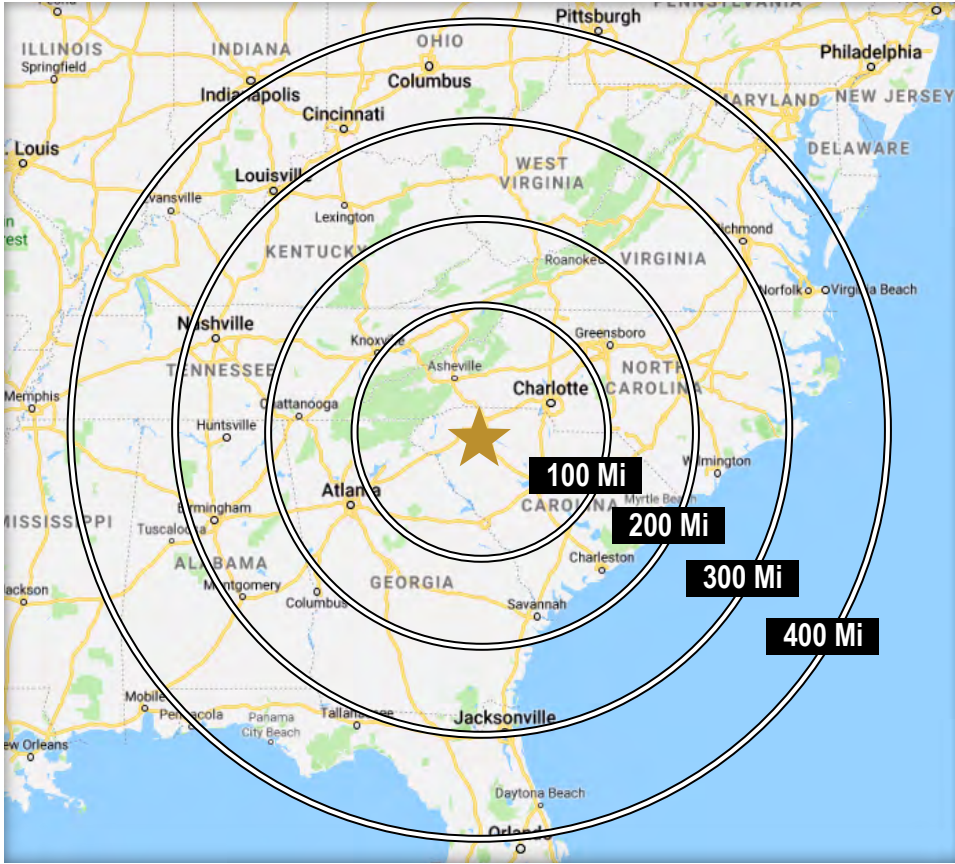 Pittsburgh
PENNSYLVANIA
ILLINOIS
Springfield
INDIANA
OHIO
Columbus
Philadelphia
Indianapolis
MARYLAND
NEW JERSEY
Cincinnati
. Louis
DELAWARE
WEST
VIRGINIA
Louisville
Evansville
Lexington
Richmond
KENTUCKY
Roanoke
VIRGINIA
Norfolk
Virginia Beach
Nashville
Greensboro
Knoxville
Asheville
TENNESSEE
NORTH
CAROLINA
Charlotte
Memphis
Chattanooga
Huntsville
Wilmington
100 Mi
Atlanta
Myrtle Beach
CAROLINA
Birmingham
MISSISSIPPI
200 Mi
Tuscaloosa
Charleston
ALABAMA
300 Mi
GEORGIA
Montgomery
Jackson
Columbus
Savannah
400 Mi
Mobile
Pensacola
Panama
City Beach
Tallahassee
Jacksonville
ew Orleans
Daytona Beach
Orlando